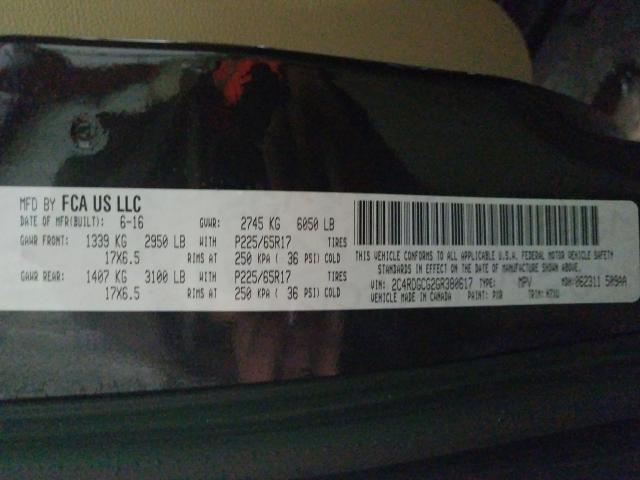 MFD BY FCA US LLC
DATE OF MFR(BUILT): 6-16 GVWR: 2745 KG 6050 LB
GAWR FRONT: 1339 KG 2950 LB WITH P225/65R17 TIRES
17X6.5 RIMS AT 250 KPA ( 36 PSI) COLD
GAWR REAR: 1407 KG 3100 LB WITH P225/65R17 TIRES
17X6.5 RIMS AT 250 KPA ( 36 PSI) COLD
THIS VEHICLE CONFORMS TO ALL APPLICABLE U.S.A. FEDERAL MOTOR VEHICLE SAFETY
STANDARDS IN EFFECT ON THE DATE OF MANUFACTURE SHOWN ABOVE.
VIN: 2C4RDGCG2GR380617 TYPE: MPV MDH: 062311 509AA
VEHICLE MADE IN CANADA PAINT: PXR TRIM: